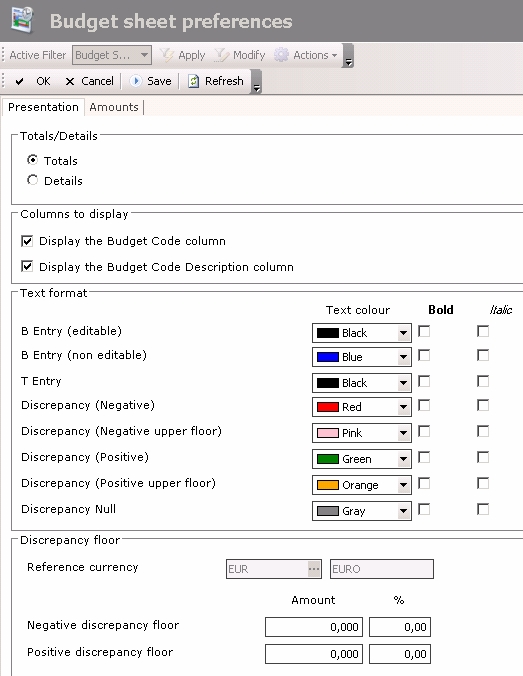 Budget sheet preferences
Active Filter Budget S... Apply Modify Actions
OK Cancel Save Refresh
Presentation Amounts
Totals/Details
Totals
Details
Columns to display
Display the Budget Code column
Display the Budget Code Description column
Text format
Text colour Bold Italic
B Entry (editable) Black
B Entry (non editable) Blue
T Entry Black
Discrepancy (Negative) Red
Discrepancy (Negative upper floor) Pink
Discrepancy (Positive) Green
Discrepancy (Positive upper floor) Orange
Discrepancy Null Gray
Discrepancy floor
Reference currency EUR ... EURO
Amount %
Negative discrepancy floor 0,000 0,00
Positive discrepancy floor 0,000 0,00